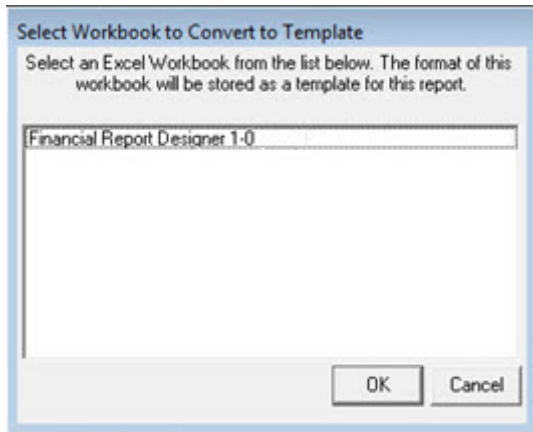 Select Workbook to Convert to Template
Select an Excel Workbook from the list below. The format of this
workbook will be stored as a template for this report.
Financial Report Designer 1-0
OK
Cancel